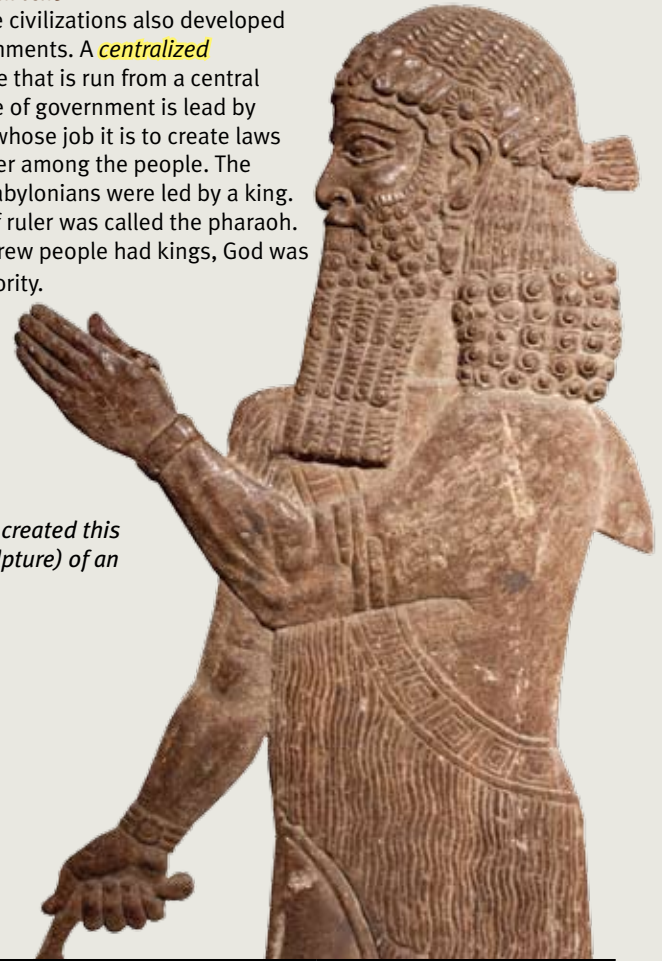 e civilizations also developed
nments. A centralized
e that is run from a central
e of government is lead by
whose job it is to create laws
er among the people. The
abylonians were led by a king.
f ruler was called the pharaoh.
rew people had kings, God was
ority.
created this
lpture) of an